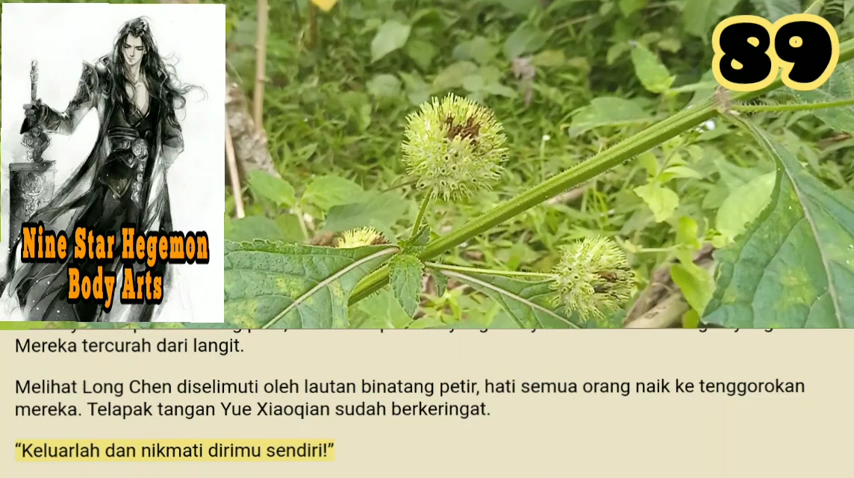 89
Nine Star Hegemon
Body Arts
Mereka tercurah dari langit.
Melihat Long Chen diselimuti oleh lautan binatang petir, hati semua orang naik ke tenggorokan
mereka. Telapak tangan Yue Xiaoqian sudah berkeringat.
“Keluarlah dan nikmati dirimu sendiri!”